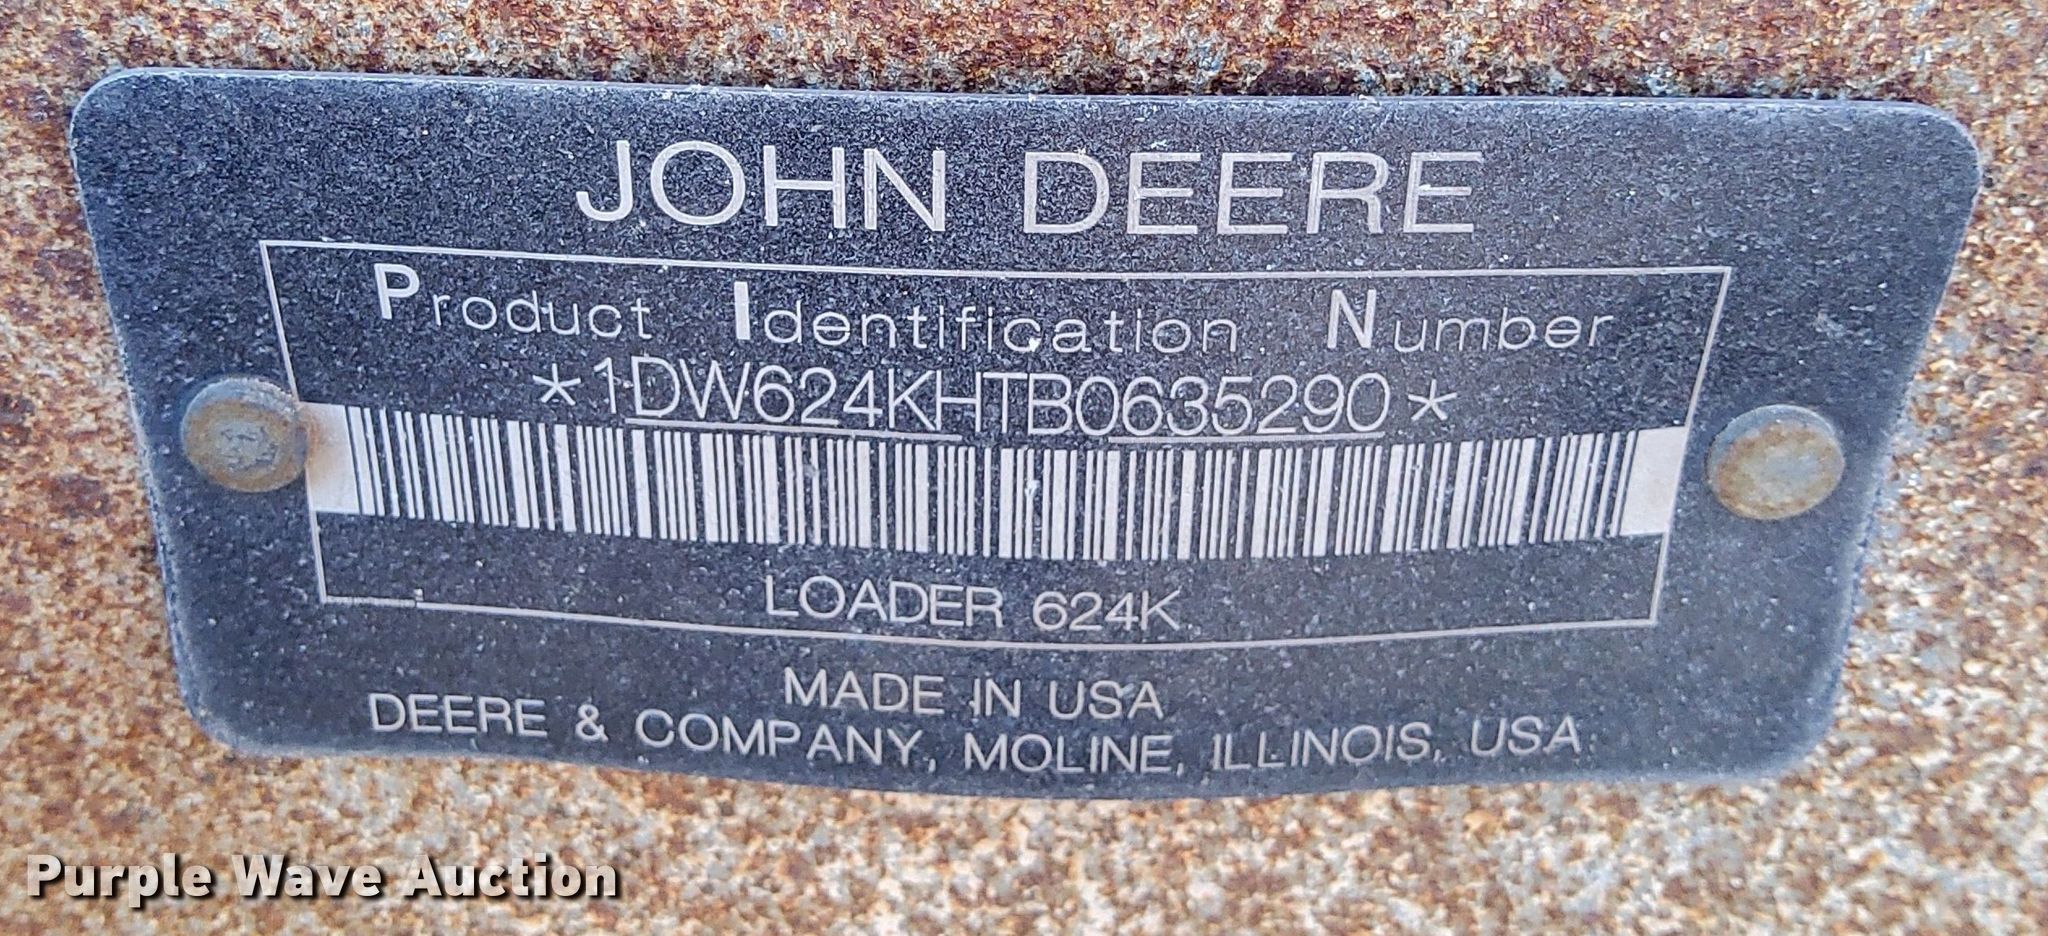 JOHN DEERE
Product Identification Number
*1DW624KHTB0635290*
LOADER 624K
MADE IN USA
DEERE & COMPANY, MOLINE, ILLINOIS, USA
Purple Wave Auction